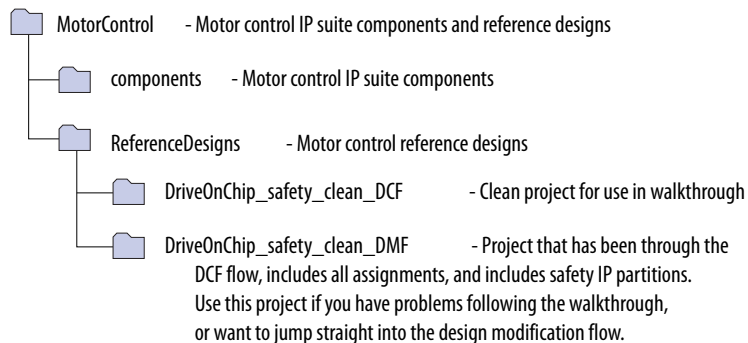 MotorControl - Motor control IP suite components and reference designs
components - Motor control IP suite components
ReferenceDesigns - Motor control reference designs
DriveOnChip_safety_clean_DCF - Clean project for use in walkthrough
DriveOnChip_safety_clean_DMF - Project that has been through the
DCF flow, includes all assignments, and includes safety IP partitions.
Use this project if you have problems following the walkthrough,
or want to jump straight into the design modification flow.